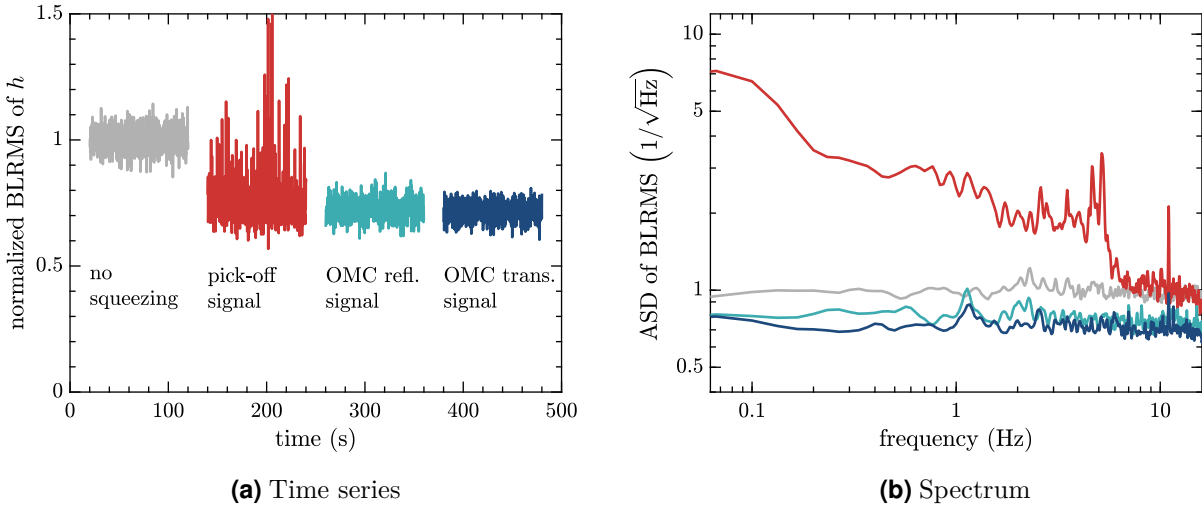 normalized BLRMS of h
1.5
1
0.5
0
no
squeezing
pick-off
signal
OMC refl.
signal
OMC trans.
signal
0 100 200 300 400 500
time (s)
(a) Time series
ASD of BLRMS (1/√Hz)
10
5
1
0.5
0.1 1 10
frequency (Hz)
(b) Spectrum